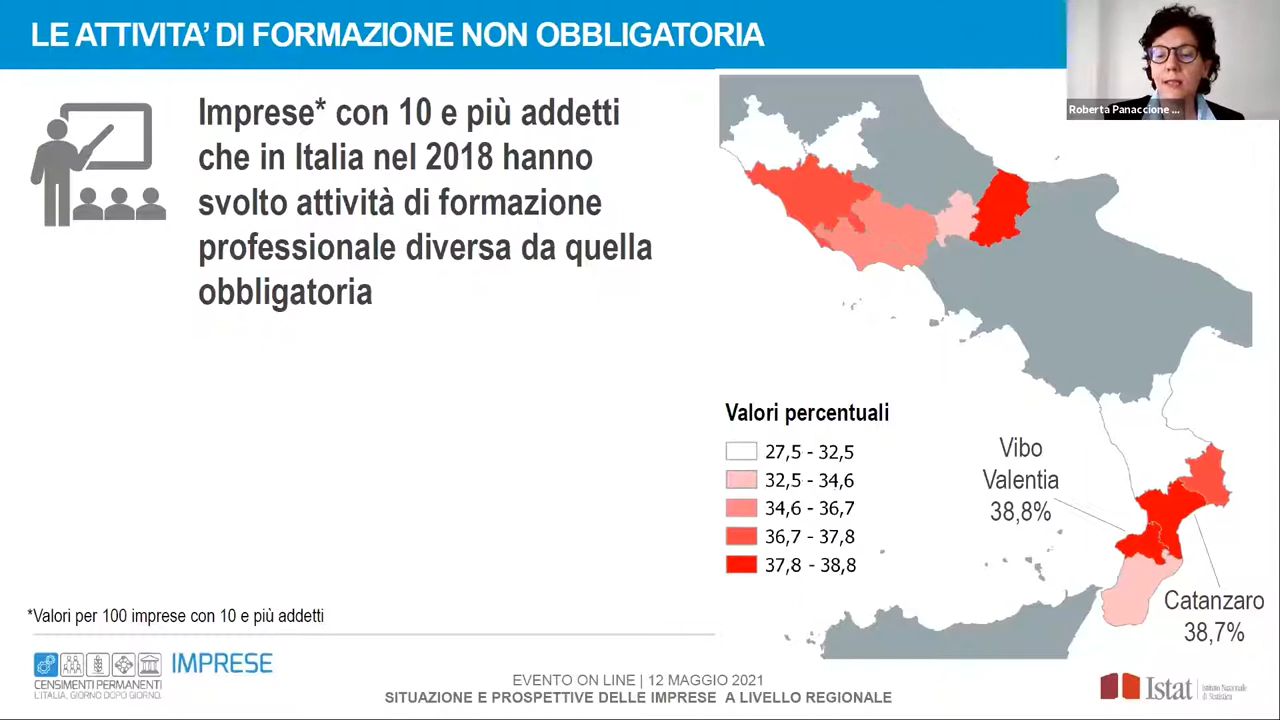 LE ATTIVITA’ DI FORMAZIONE NON OBBLIGATORIA
Roberta Panaccione ...
Imprese* con 10 e più addetti
che in Italia nel 2018 hanno
svolto attività di formazione
professionale diversa da quella
obbligatoria
Valori percentuali
27,5 - 32,5
32,5 - 34,6
34,6 - 36,7
36,7 - 37,8
37,8 - 38,8
Vibo
Valentia
38,8%
Catanzaro
38,7%
*Valori per 100 imprese con 10 e più addetti
IMPRESE
CENSIMENTI PERMANENTI
L'ITALIA, GIORNO DOPO GIORNO.
EVENTO ON LINE | 12 MAGGIO 2021
SITUAZIONE E PROSPETTIVE DELLE IMPRESE A LIVELLO REGIONALE
Istat
Istituto Nazionale
di Statistica